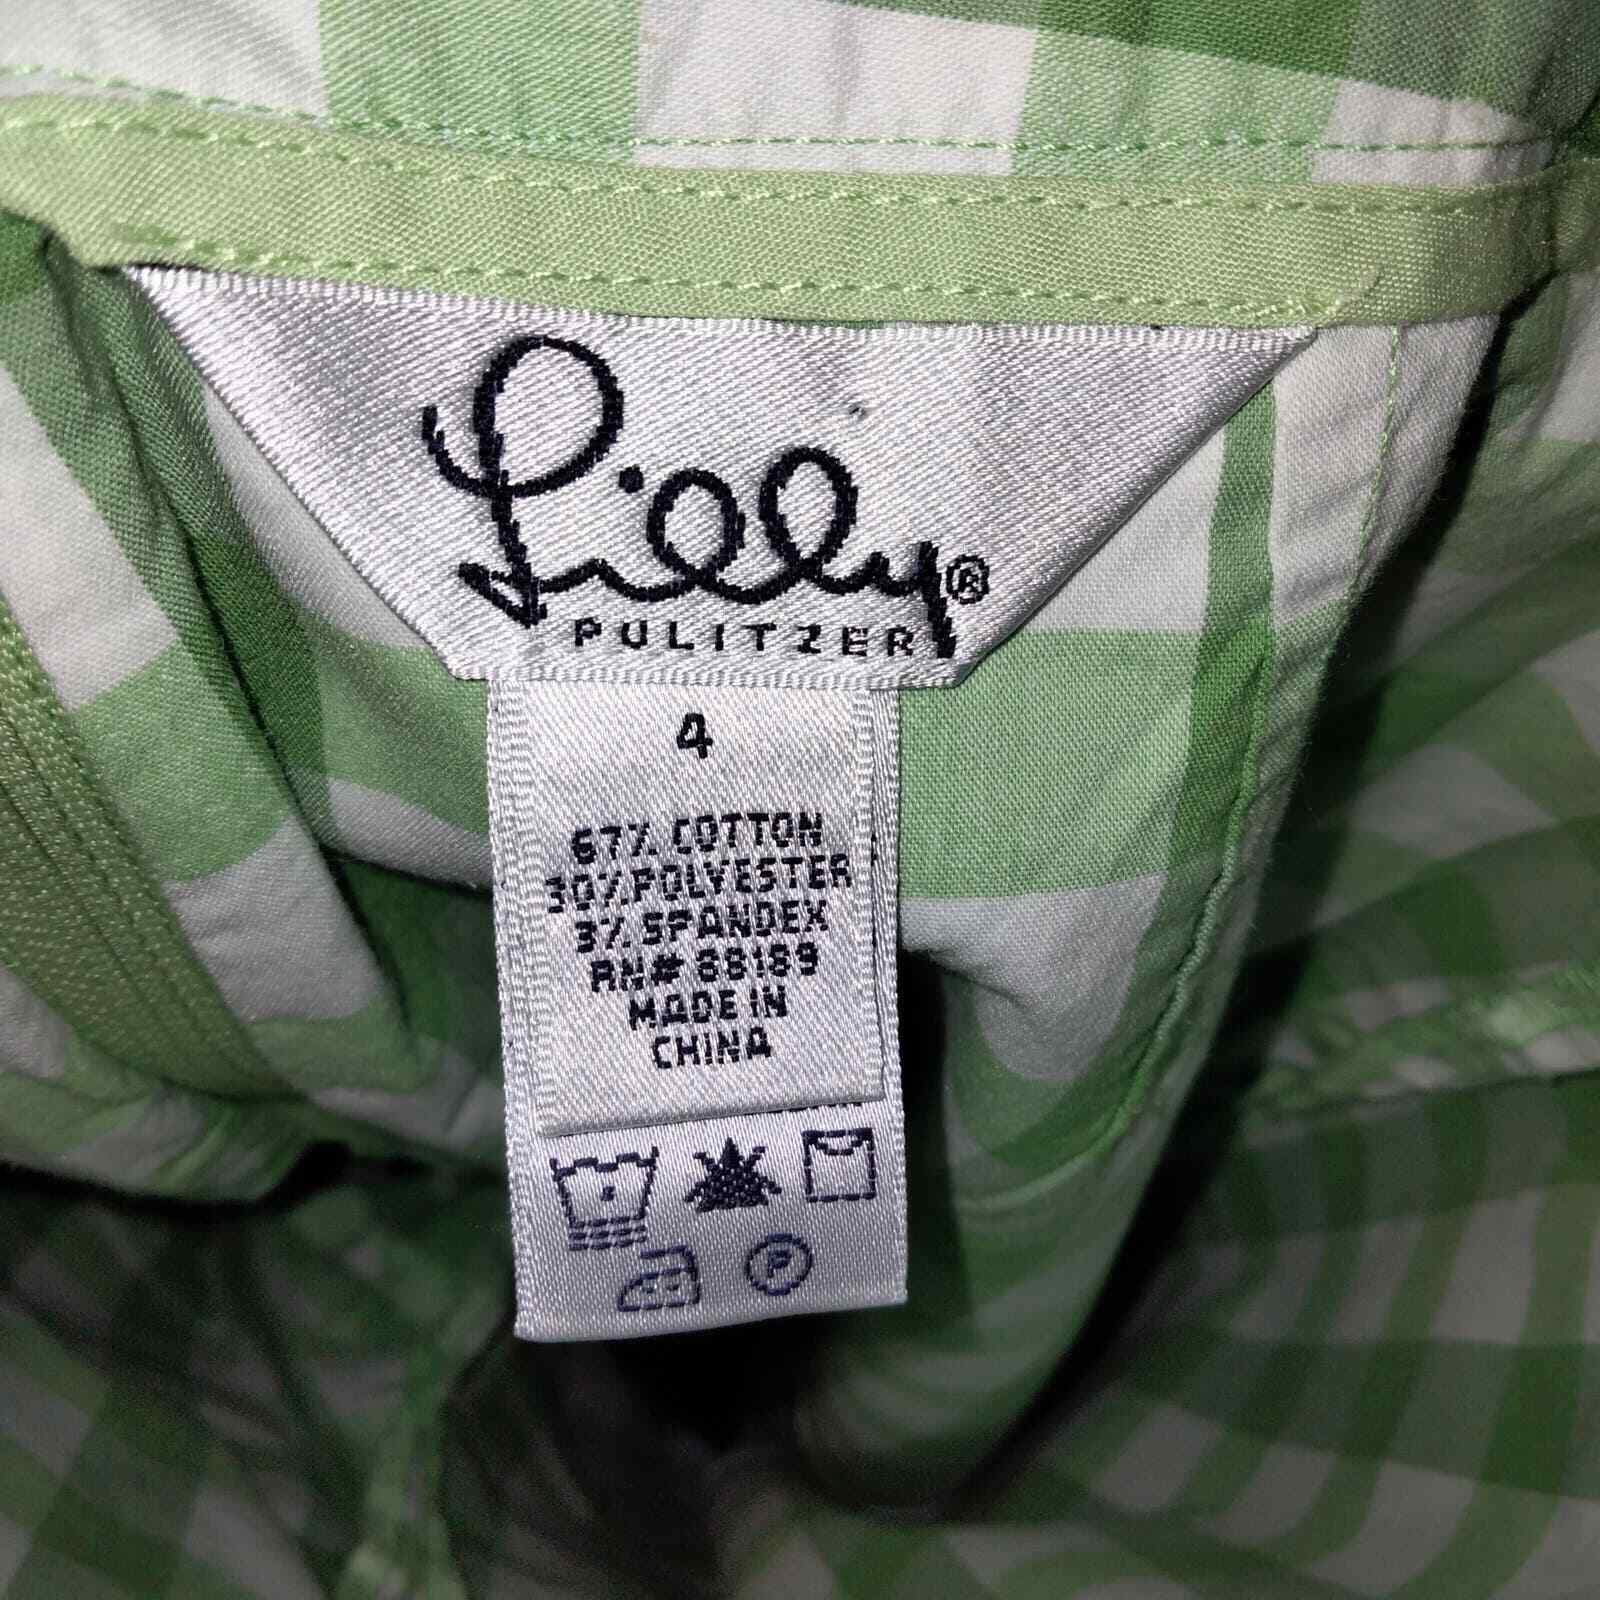 Lilly®
PULITZER
4
67% COTTON
30% POLYESTER
3% SPANDEX
RN# 88189
MADE IN
CHINA
P